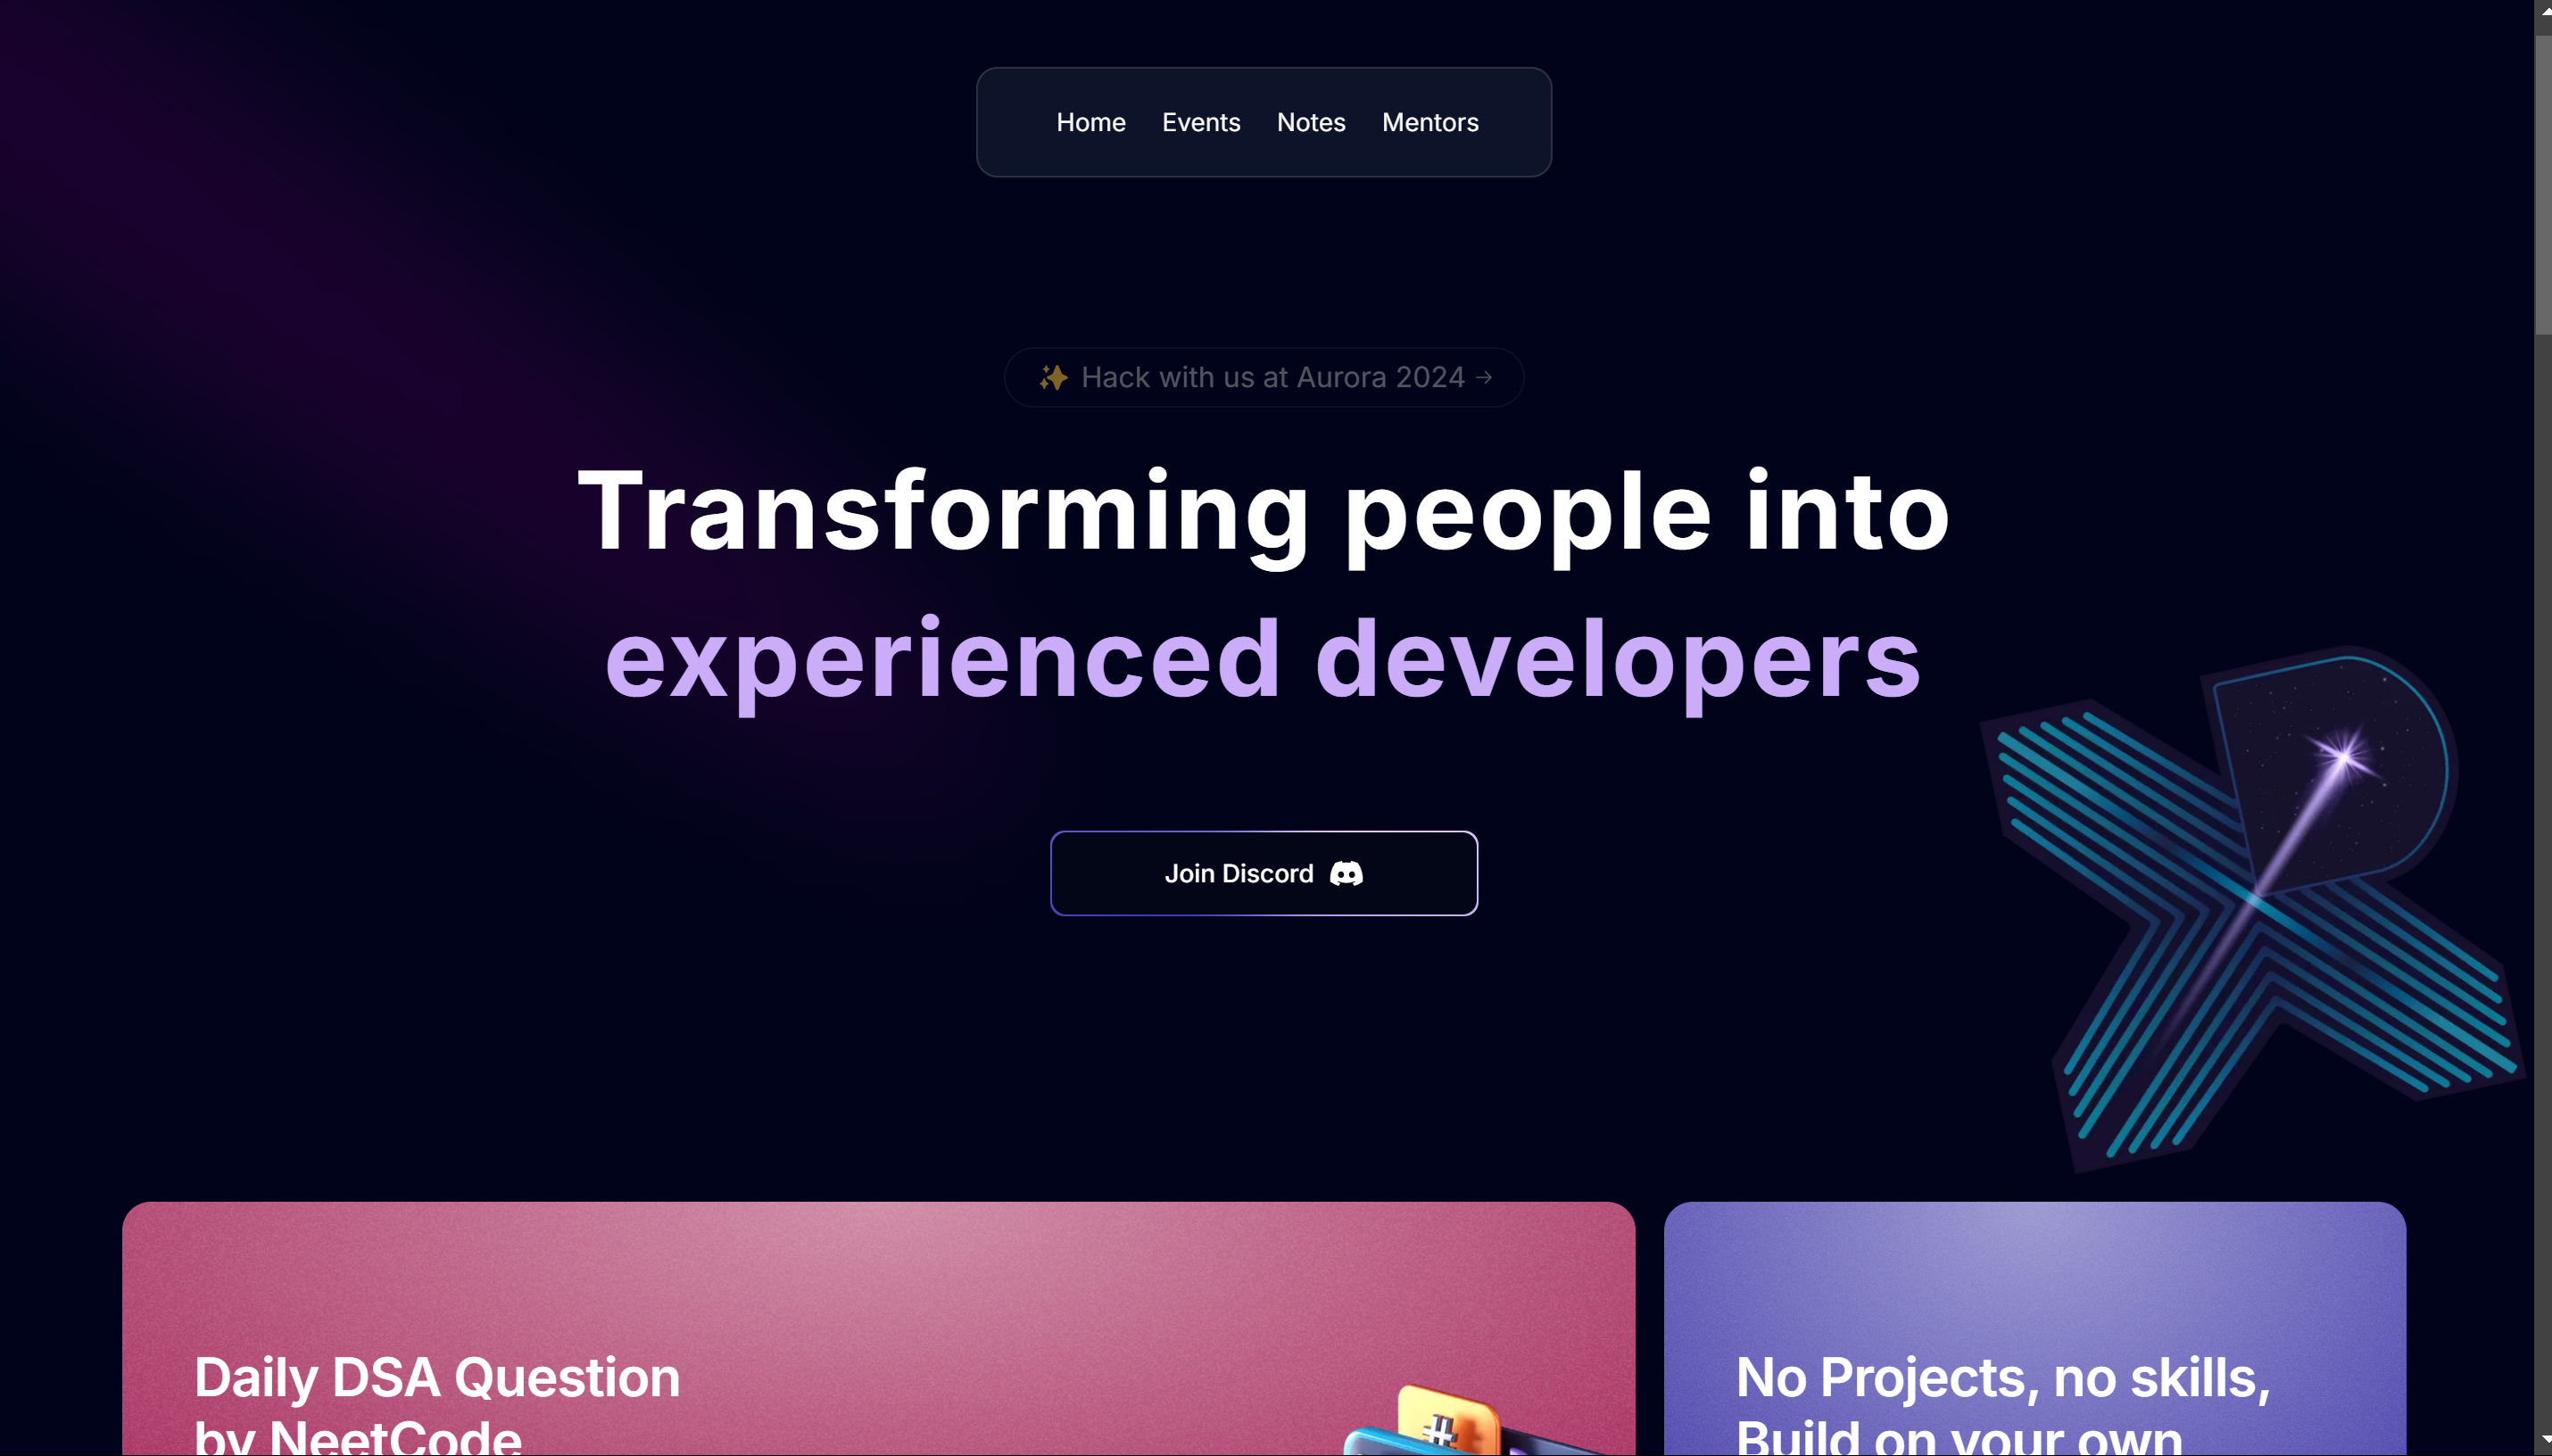 Home Events Notes Mentors
✨ Hack with us at Aurora 2024 →
Transforming people into
experienced developers
Join Discord
Daily DSA Question
by NeetCode
No Projects, no skills,
Build on your own
#